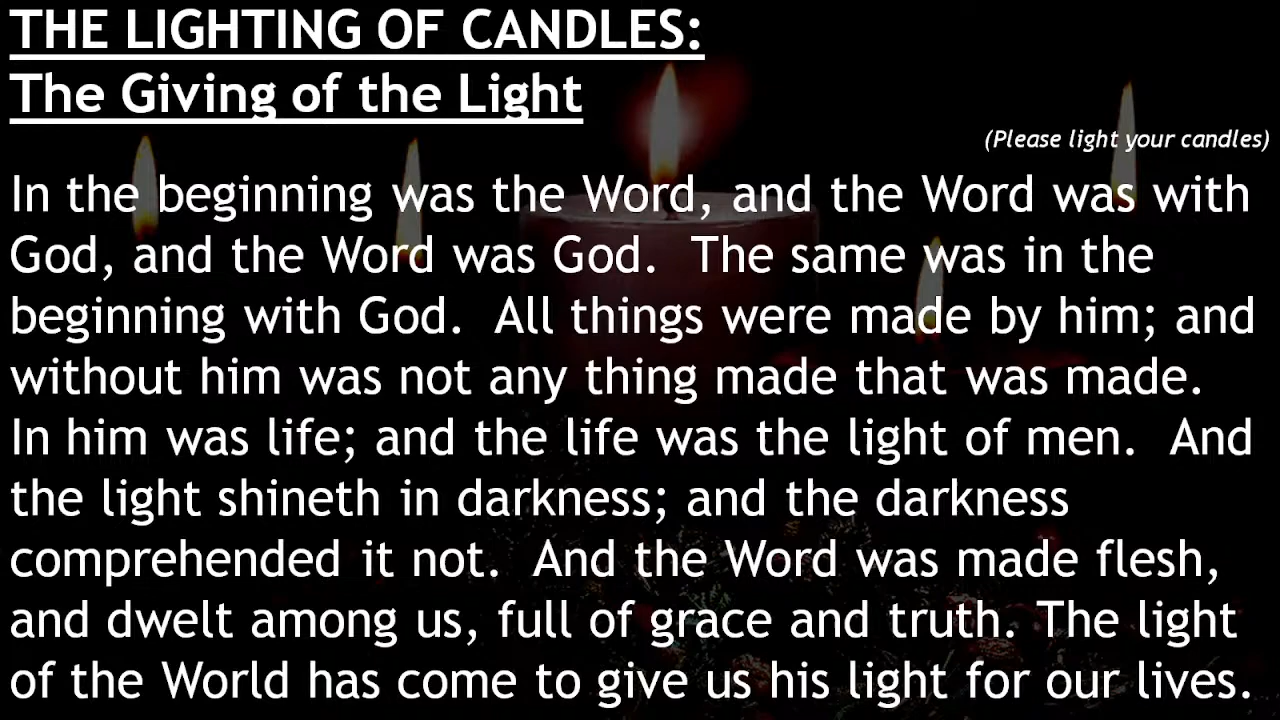 THE LIGHTING OF CANDLES:
The Giving of the Light
(Please light your candles)
In the beginning was the Word, and the Word was with
God, and the Word was God.  The same was in the
beginning with God.  All things were made by him; and
without him was not any thing made that was made.
In him was life; and the life was the light of men.  And
the light shineth in darkness; and the darkness
comprehended it not.  And the Word was made flesh,
and dwelt among us, full of grace and truth. The light
of the World has come to give us his light for our lives.